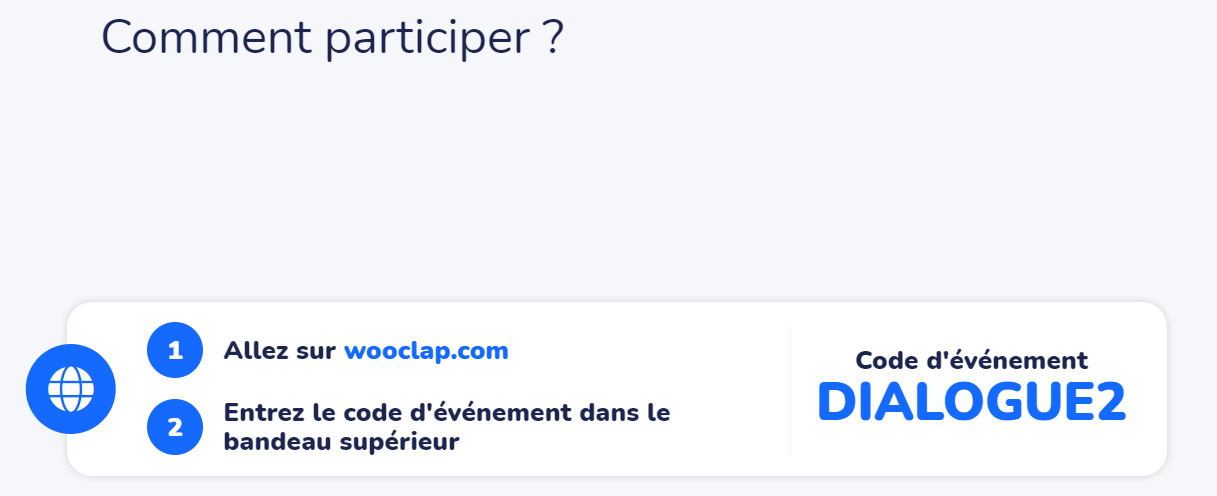 Comment participer ?
1
Allez sur wooclap.com
2
Entrez le code d'événement dans le
bandeau supérieur
Code d'événement
DIALOGUE2